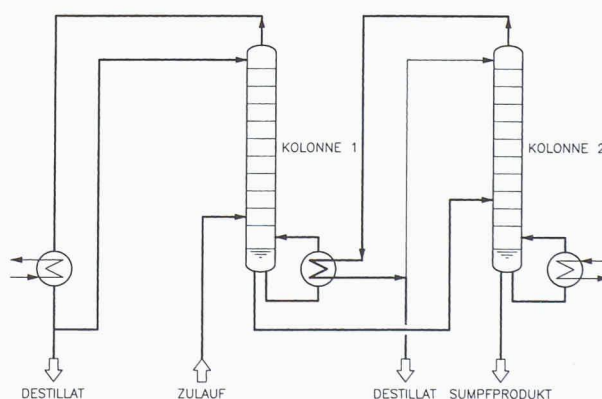 KOLONNE 1
KOLONNE 2
DESTILLAT
ZULAUF
DESTILLAT
SUMPFPRODUKT